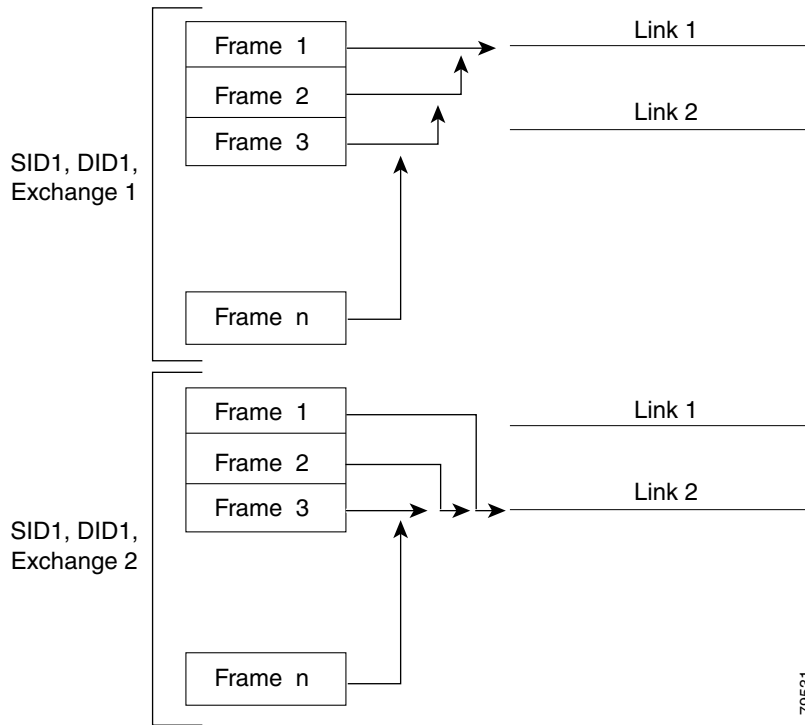 Frame 1
Frame 2
Frame 3
SID1, DID1,
Exchange 1
Frame n
Link 1
Link 2
Frame 1
Frame 2
Frame 3
SID1, DID1,
Exchange 2
Frame n
Link 1
Link 2
79531